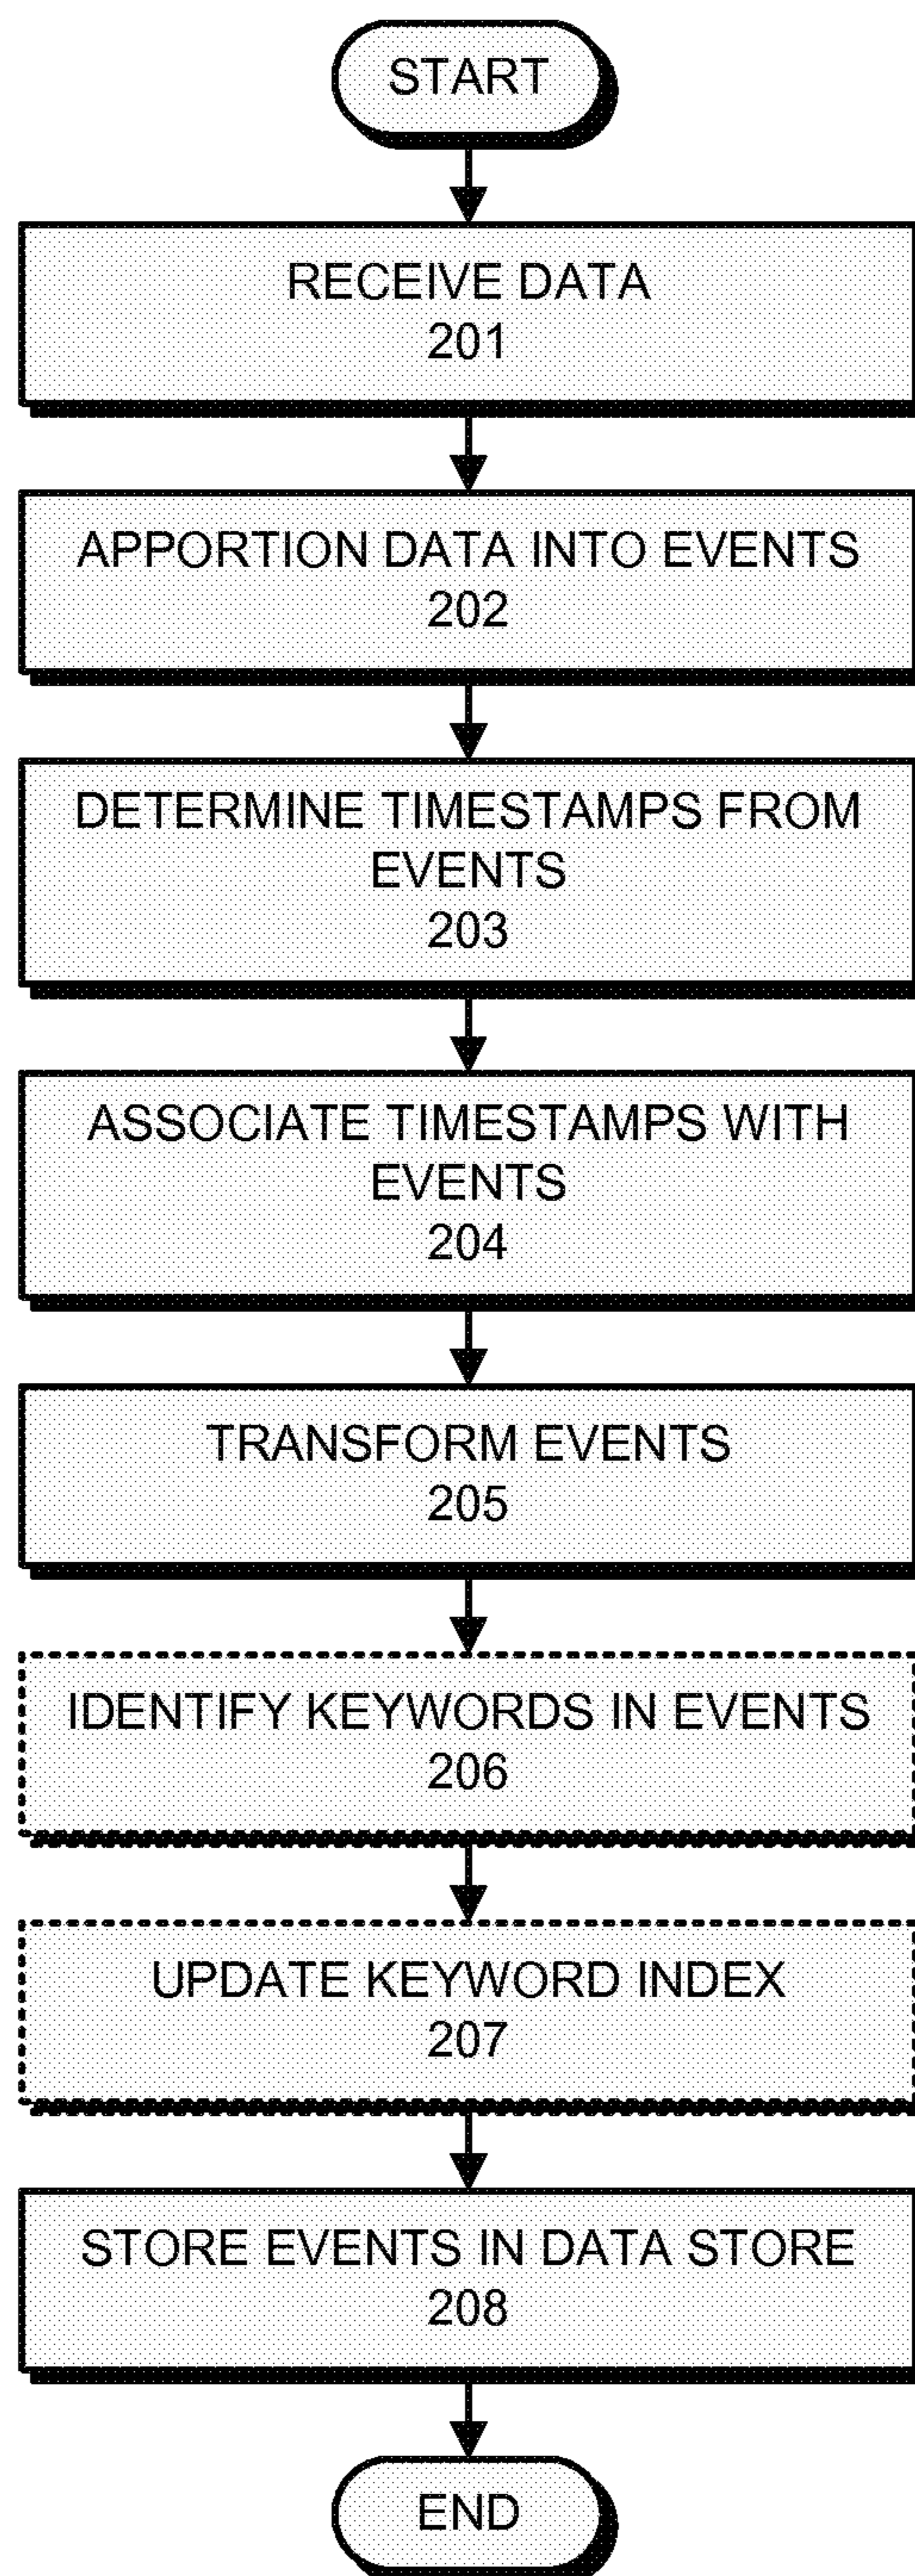 START
RECEIVE DATA
201
APPORTION DATA INTO EVENTS
202
DETERMINE TIMESTAMPS FROM
EVENTS
203
ASSOCIATE TIMESTAMPS WITH
EVENTS
204
TRANSFORM EVENTS
205
IDENTIFY KEYWORDS IN EVENTS
206
UPDATE KEYWORD INDEX
207
STORE EVENTS IN DATA STORE
208
END